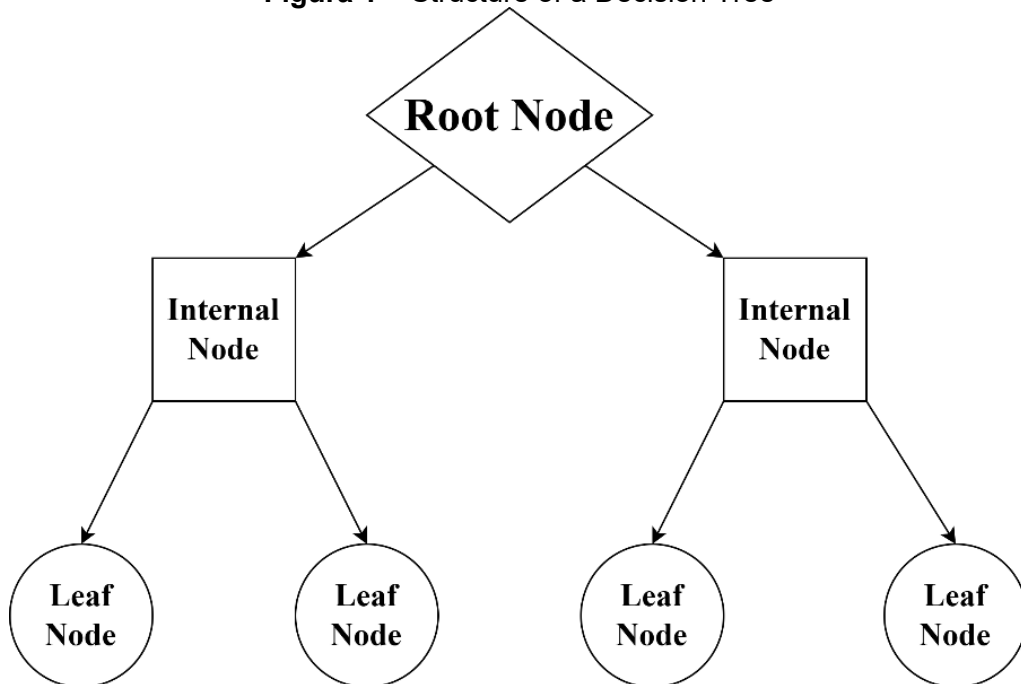 Structure of a Decision Tree
Root Node
Internal
Node
Internal
Node
Leaf
Node
Leaf
Node
Leaf
Node
Leaf
Node